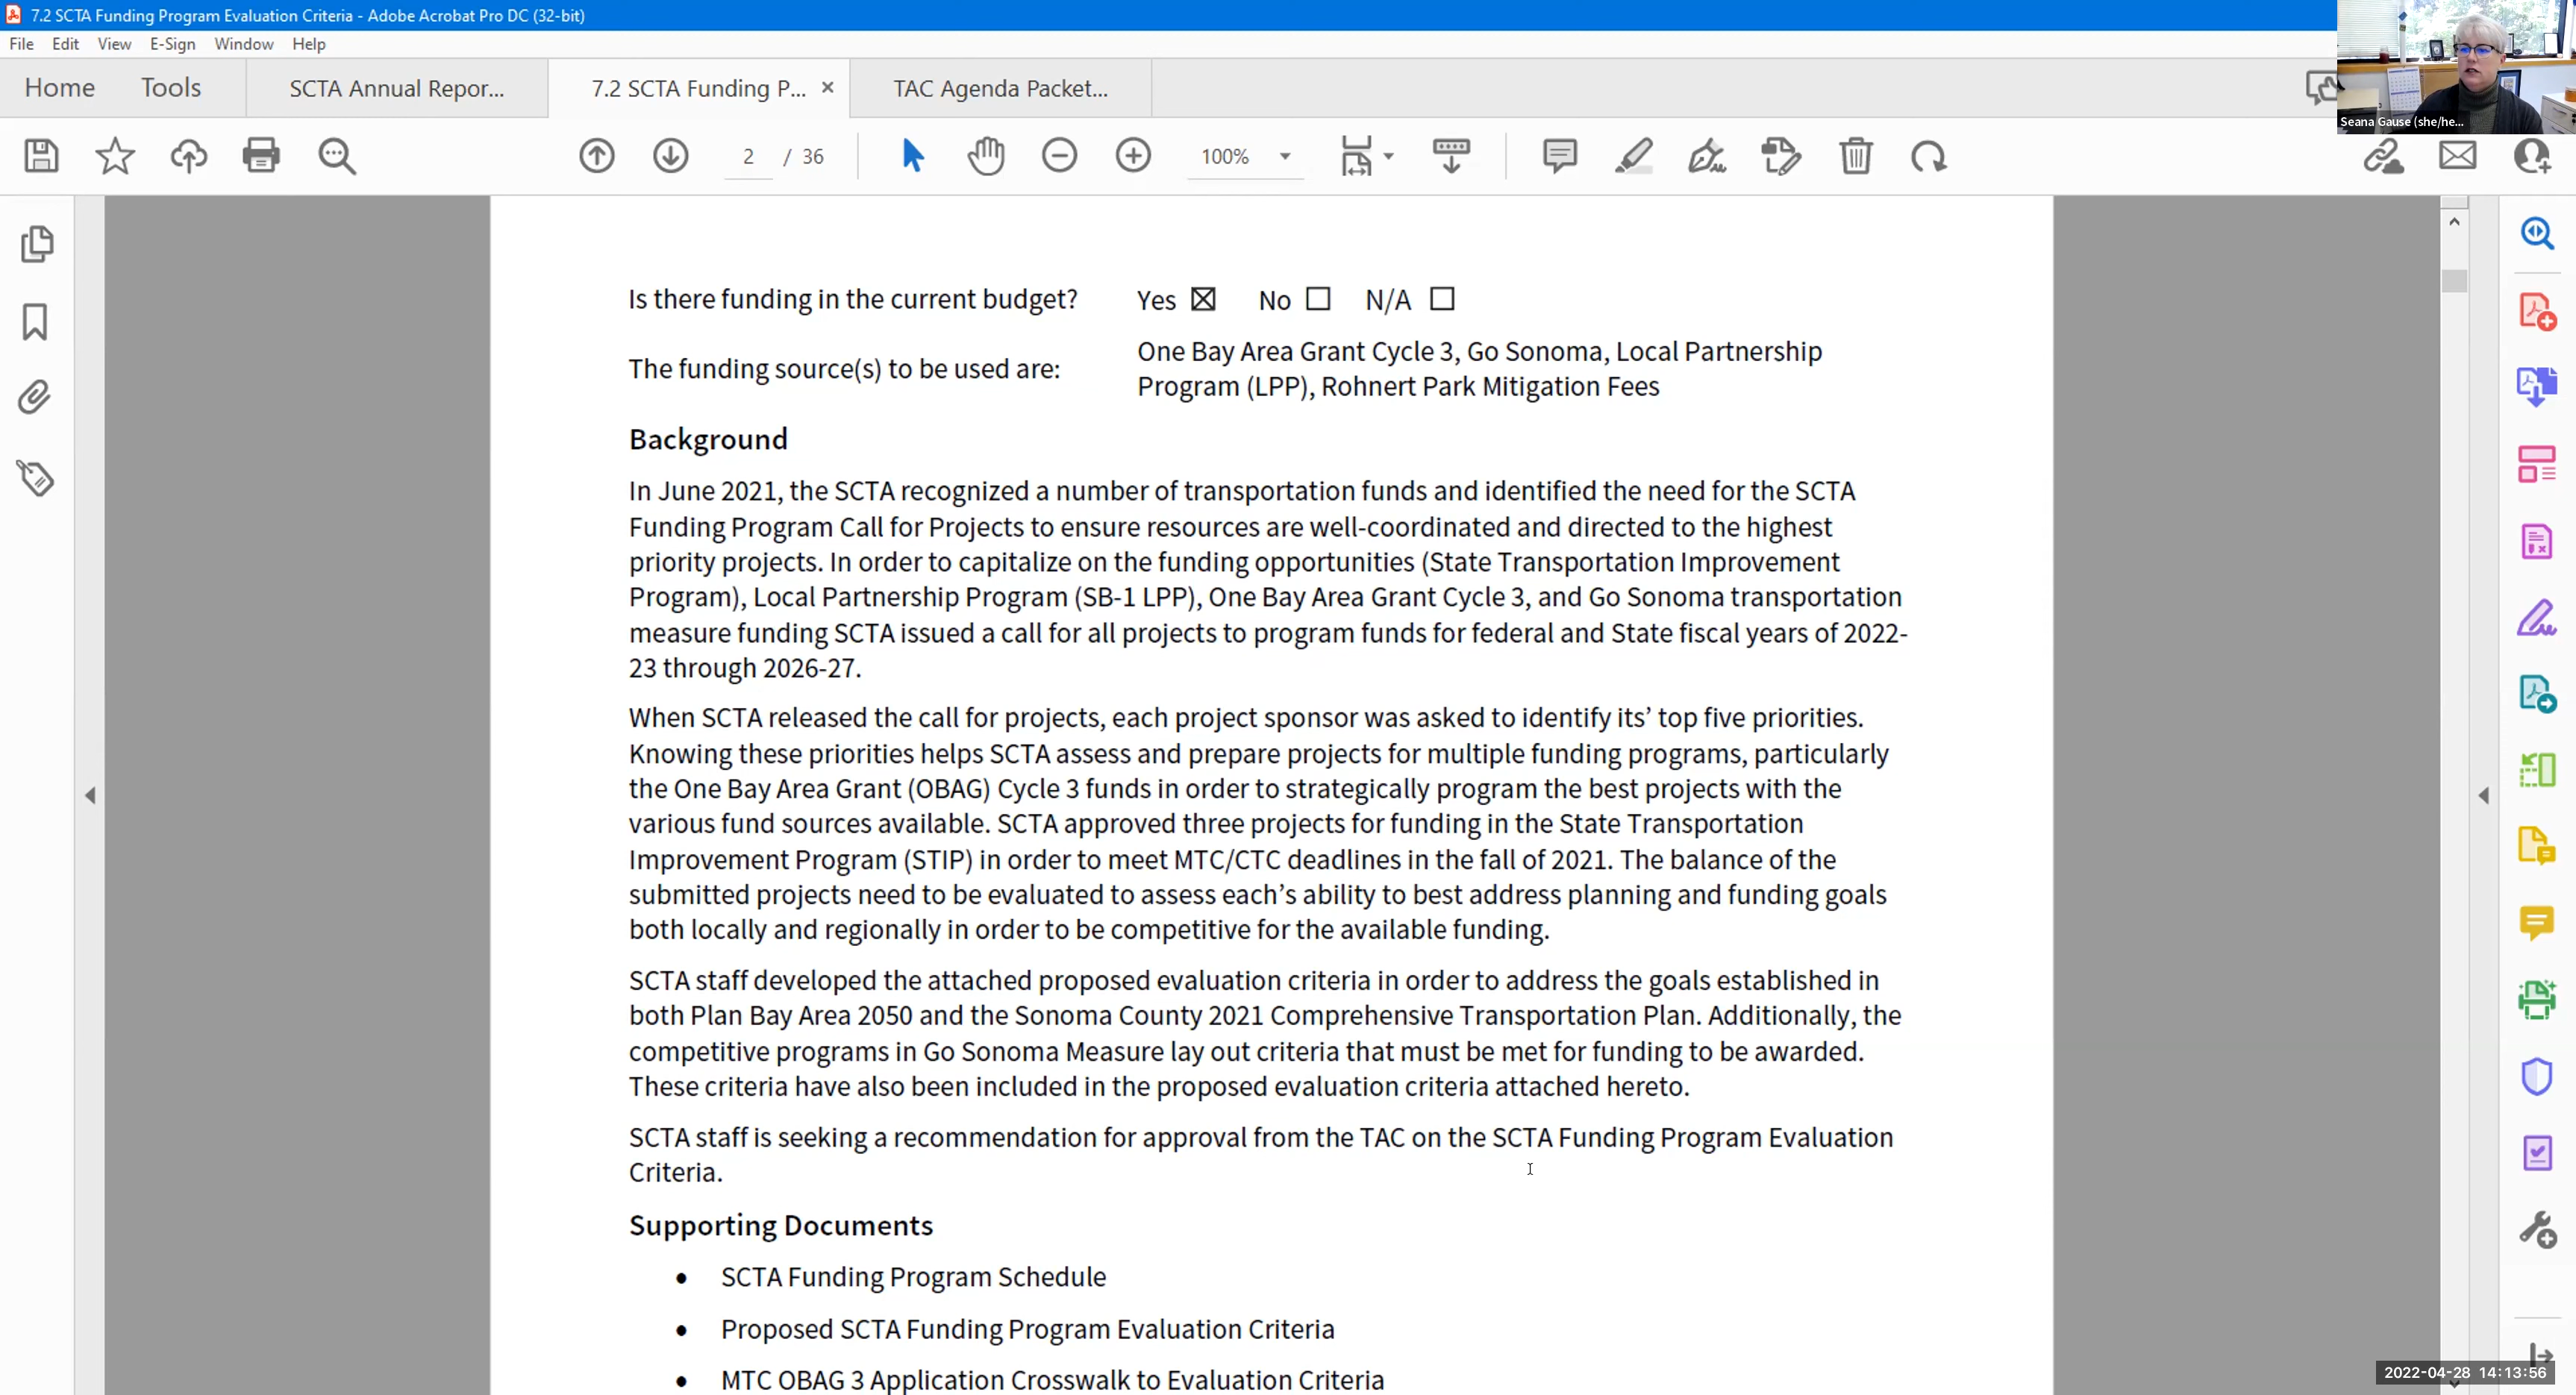 7.2 SCTA Funding Program Evaluation Criteria - Adobe Acrobat Pro DC (32-bit)
File Edit View E-Sign Window Help
Home Tools SCTA Annual Repor... 7.2 SCTA Funding P... × TAC Agenda Packet...
Seana Gause (she/he...
2 / 36 100%
Is there funding in the current budget? Yes ☒ No ☐ N/A ☐
The funding source(s) to be used are: One Bay Area Grant Cycle 3, Go Sonoma, Local Partnership
Program (LPP), Rohnert Park Mitigation Fees
Background
In June 2021, the SCTA recognized a number of transportation funds and identified the need for the SCTA
Funding Program Call for Projects to ensure resources are well-coordinated and directed to the highest
priority projects. In order to capitalize on the funding opportunities (State Transportation Improvement
Program), Local Partnership Program (SB-1 LPP), One Bay Area Grant Cycle 3, and Go Sonoma transportation
measure funding SCTA issued a call for all projects to program funds for federal and State fiscal years of 2022-
23 through 2026-27.
When SCTA released the call for projects, each project sponsor was asked to identify its’ top five priorities.
Knowing these priorities helps SCTA assess and prepare projects for multiple funding programs, particularly
the One Bay Area Grant (OBAG) Cycle 3 funds in order to strategically program the best projects with the
various fund sources available. SCTA approved three projects for funding in the State Transportation
Improvement Program (STIP) in order to meet MTC/CTC deadlines in the fall of 2021. The balance of the
submitted projects need to be evaluated to assess each’s ability to best address planning and funding goals
both locally and regionally in order to be competitive for the available funding.
SCTA staff developed the attached proposed evaluation criteria in order to address the goals established in
both Plan Bay Area 2050 and the Sonoma County 2021 Comprehensive Transportation Plan. Additionally, the
competitive programs in Go Sonoma Measure lay out criteria that must be met for funding to be awarded.
These criteria have also been included in the proposed evaluation criteria attached hereto.
SCTA staff is seeking a recommendation for approval from the TAC on the SCTA Funding Program Evaluation
Criteria.
Supporting Documents
• SCTA Funding Program Schedule
• Proposed SCTA Funding Program Evaluation Criteria
• MTC OBAG 3 Application Crosswalk to Evaluation Criteria
2022-04-28 14:13:56